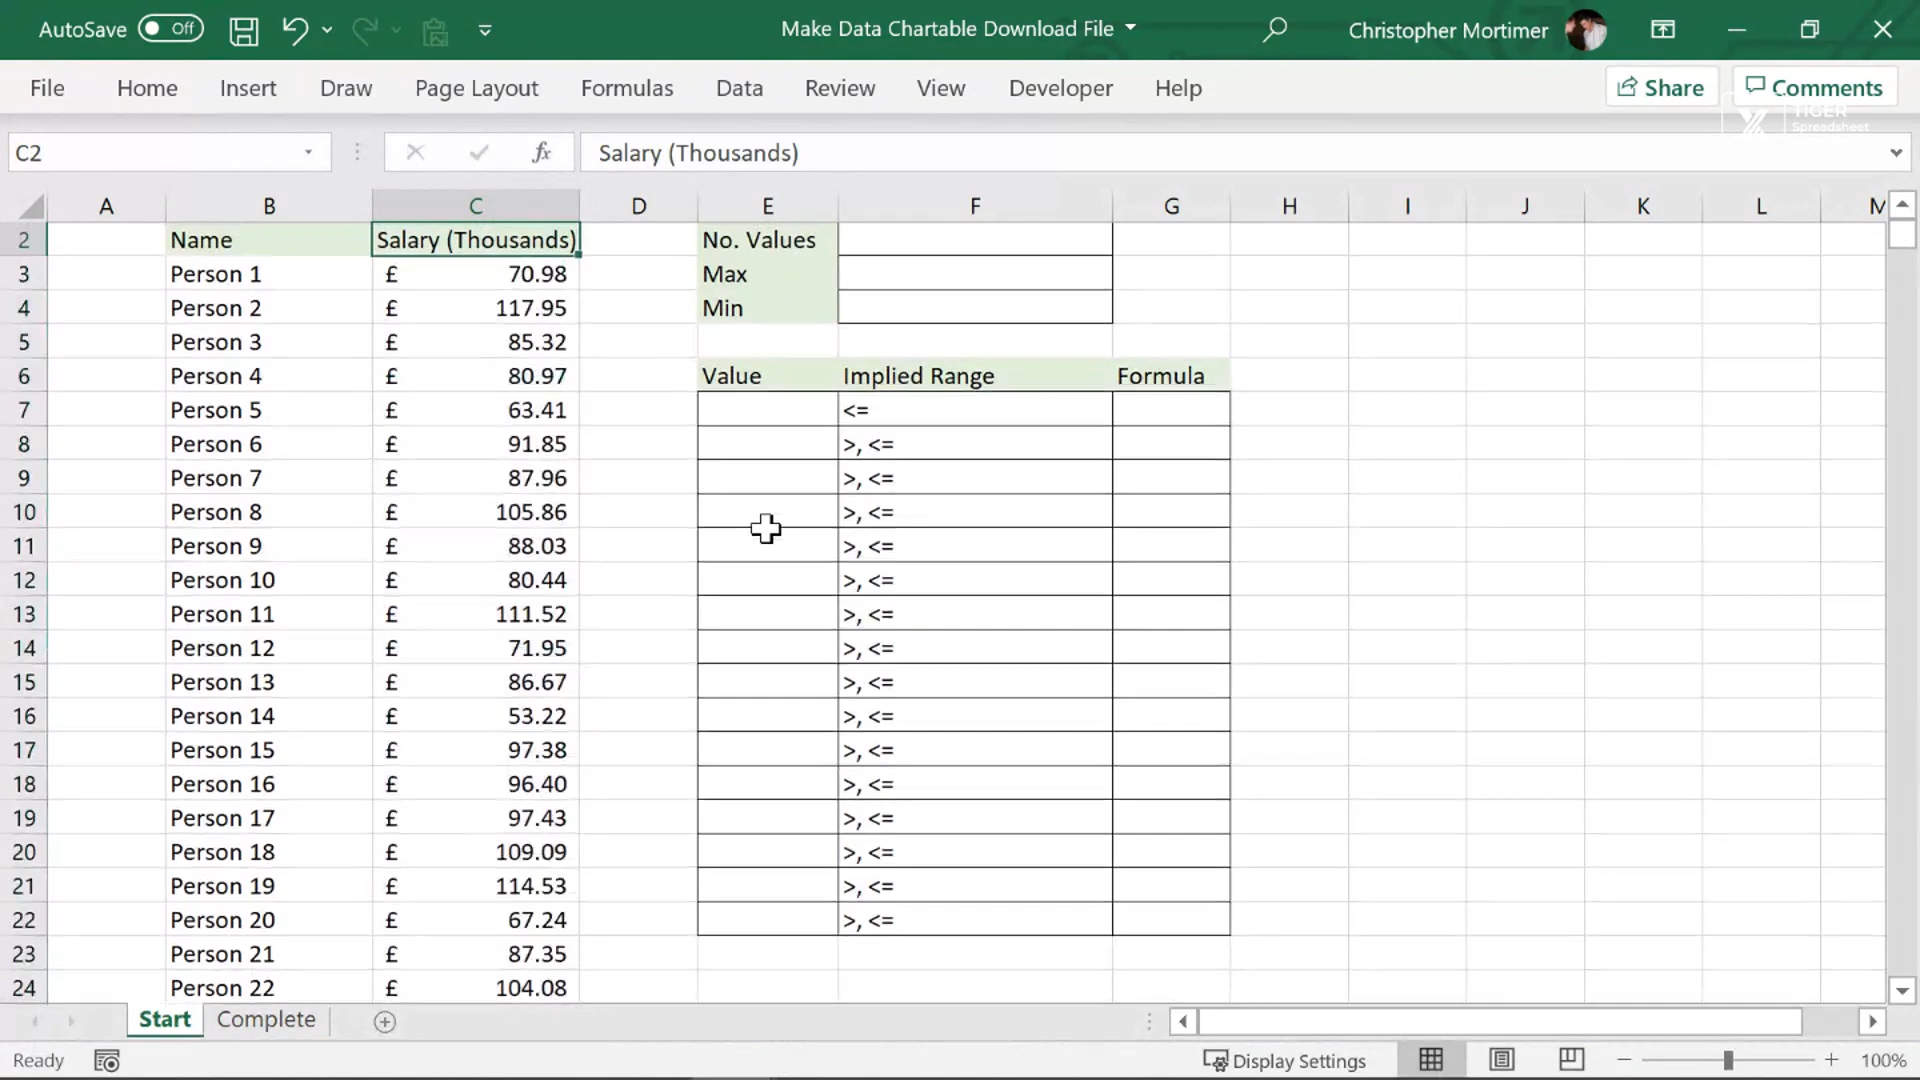 AutoSave Off Make Data Chartable Download File Christopher Mortimer
File Home Insert Draw Page Layout Formulas Data Review View Developer Help Share Comments
TIGER
Spreadsheet
C2 fx Salary (Thousands)
A B C D E F G H I J K L M
2 Name Salary (Thousands) No. Values
3 Person 1 £ 70.98 Max
4 Person 2 £ 117.95 Min
5 Person 3 £ 85.32
6 Person 4 £ 80.97 Value Implied Range Formula
7 Person 5 £ 63.41 <=
8 Person 6 £ 91.85 >, <=
9 Person 7 £ 87.96 >, <=
10 Person 8 £ 105.86 >, <=
11 Person 9 £ 88.03 >, <=
12 Person 10 £ 80.44 >, <=
13 Person 11 £ 111.52 >, <=
14 Person 12 £ 71.95 >, <=
15 Person 13 £ 86.67 >, <=
16 Person 14 £ 53.22 >, <=
17 Person 15 £ 97.38 >, <=
18 Person 16 £ 96.40 >, <=
19 Person 17 £ 97.43 >, <=
20 Person 18 £ 109.09 >, <=
21 Person 19 £ 114.53 >, <=
22 Person 20 £ 67.24 >, <=
23 Person 21 £ 87.35
24 Person 22 £ 104.08
Start Complete
Ready Display Settings 100%